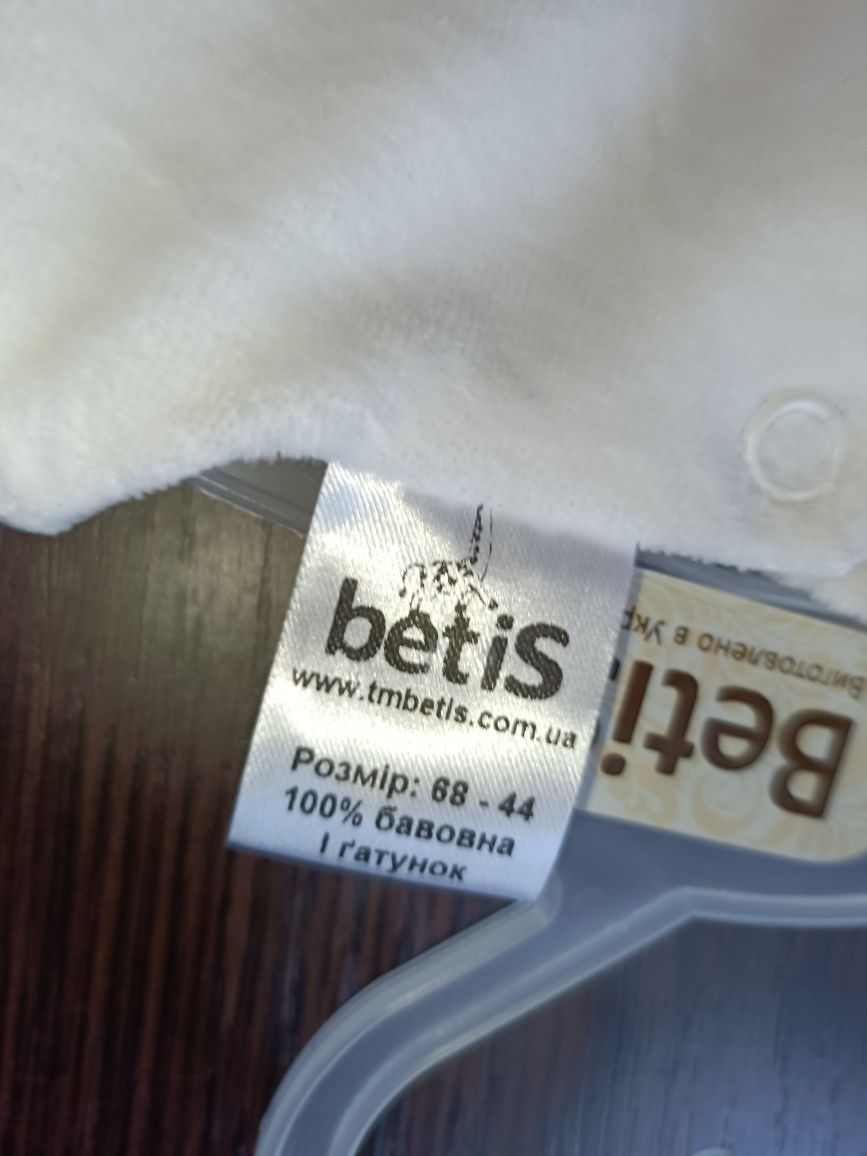 betis
www.tmbetis.com.ua
Розмір: 68 - 44
100% бавовна
І ґатунок
Beti
Виготовлено в Укр